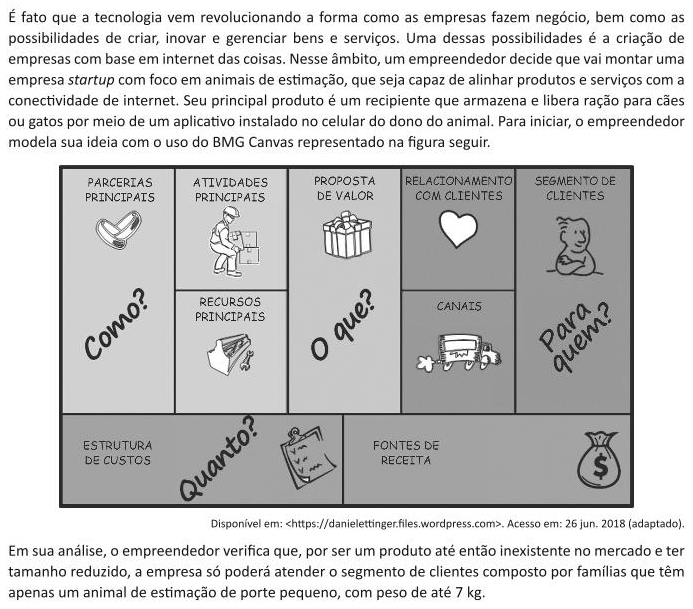 É fato que a tecnologia vem revolucionando a forma como as empresas fazem negócio, bem como as
possibilidades de criar, inovar e gerenciar bens e serviços. Uma dessas possibilidades é a criação de
empresas com base em internet das coisas. Nesse âmbito, um empreendedor decide que vai montar uma
empresa startup com foco em animais de estimação, que seja capaz de alinhar produtos e serviços com a
conectividade de internet. Seu principal produto é um recipiente que armazena e libera ração para cães
ou gatos por meio de um aplicativo instalado no celular do dono do animal. Para iniciar, o empreendedor
modela sua ideia com o uso do BMG Canvas representado na figura seguir.
PARCERIAS
PRINCIPAIS
Como?
ATIVIDADES
PRINCIPAIS
RECURSOS
PRINCIPAIS
PROPOSTA
DE VALOR
O que?
RELACIONAMENTO
COM CLIENTES
CANAIS
SEGMENTO DE
CLIENTES
Para
quem?
ESTRUTURA
DE CUSTOS
Quanto?
FONTES DE
RECEITA
$
Disponível em: <https://danielettinger.files.wordpress.com>. Acesso em: 26 jun. 2018 (adaptado).
Em sua análise, o empreendedor verifica que, por ser um produto até então inexistente no mercado e ter
tamanho reduzido, a empresa só poderá atender o segmento de clientes composto por famílias que têm
apenas um animal de estimação de porte pequeno, com peso de até 7 kg.